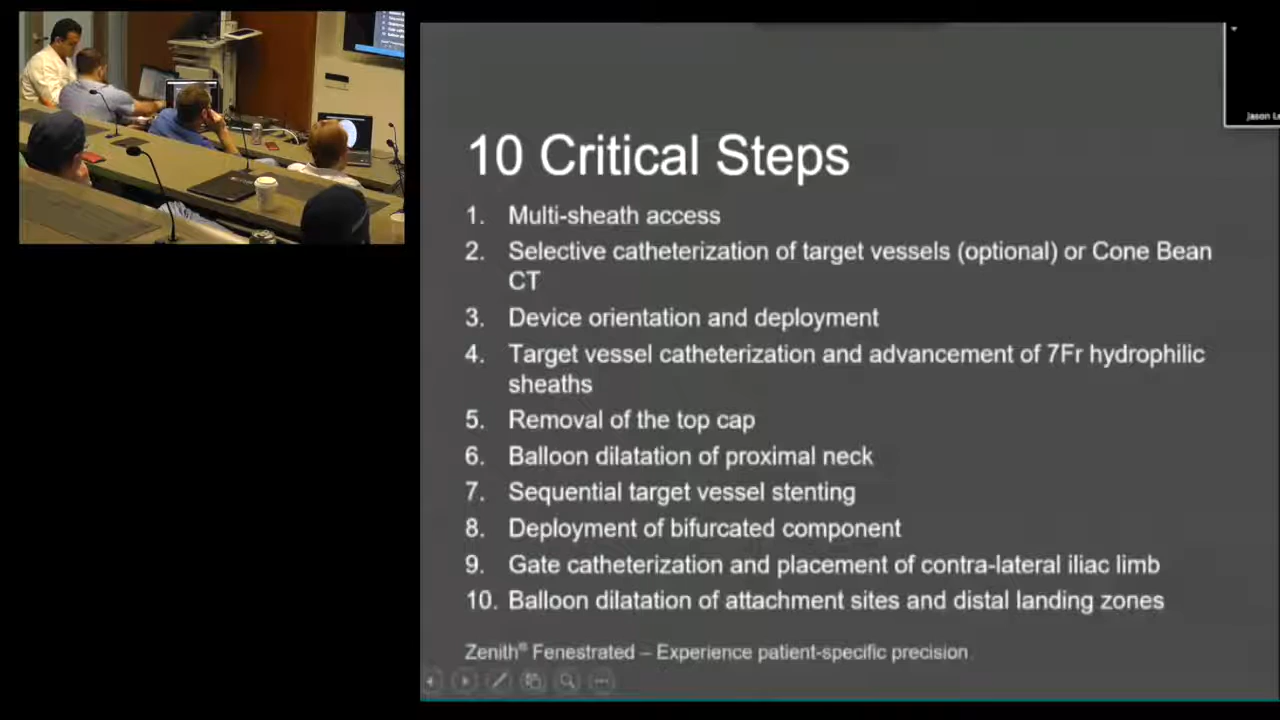 10 Critical Steps
1. Multi-sheath access
2. Selective catheterization of target vessels (optional) or Cone Bean
CT
3. Device orientation and deployment
4. Target vessel catheterization and advancement of 7Fr hydrophilic
sheaths
5. Removal of the top cap
6. Balloon dilatation of proximal neck
7. Sequential target vessel stenting
8. Deployment of bifurcated component
9. Gate catheterization and placement of contra-lateral iliac limb
10. Balloon dilatation of attachment sites and distal landing zones
Zenith® Fenestrated – Experience patient-specific precision
Jason